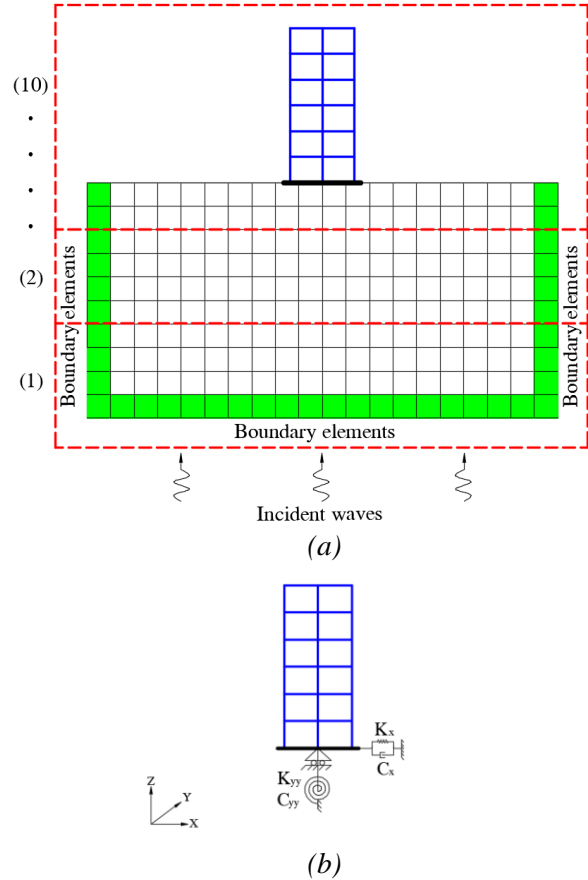 (10)
(2)
(1)
Boundary elements
Boundary elements
Boundary elements
Incident waves
(a)
Kx
Cx
Kyy
Cyy
Z
Y
X
(b)